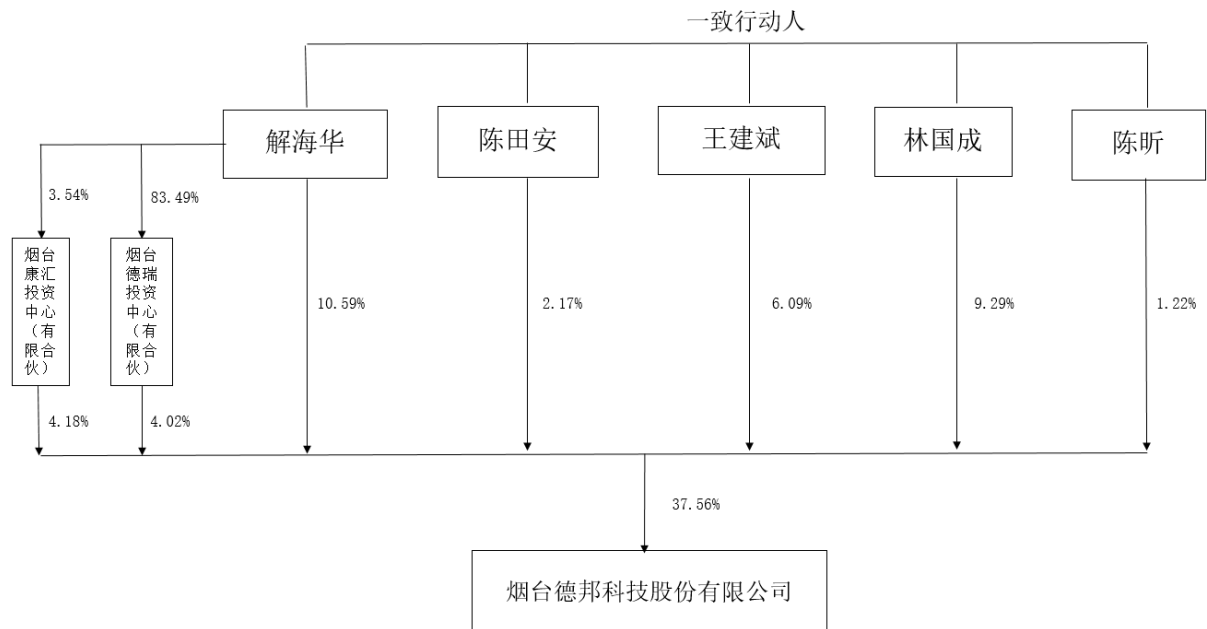 一致行动人
解海华
陈田安
王建斌
林国成
陈昕
3.54%
83.49%
烟台
康汇
投资
中心
（有
限合
伙）
烟台
德瑞
投资
中心
（有
限合
伙）
10.59%
2.17%
6.09%
9.29%
1.22%
4.18%
4.02%
37.56%
烟台德邦科技股份有限公司